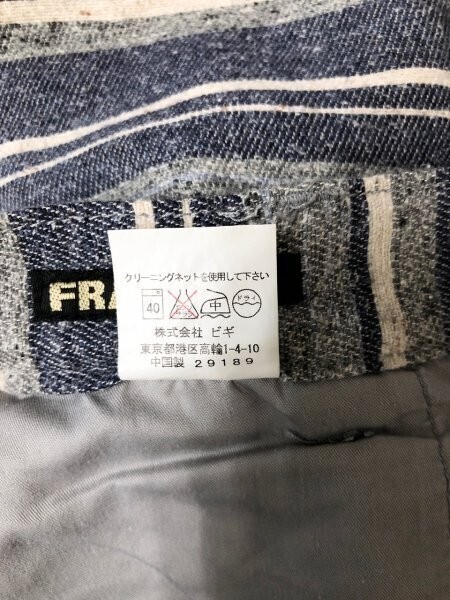 クリーニングネットを使用して下さい
FRA
40 中 ドライ
株式会社 ビギ
東京都港区高輪1-4-10
中国製 29189